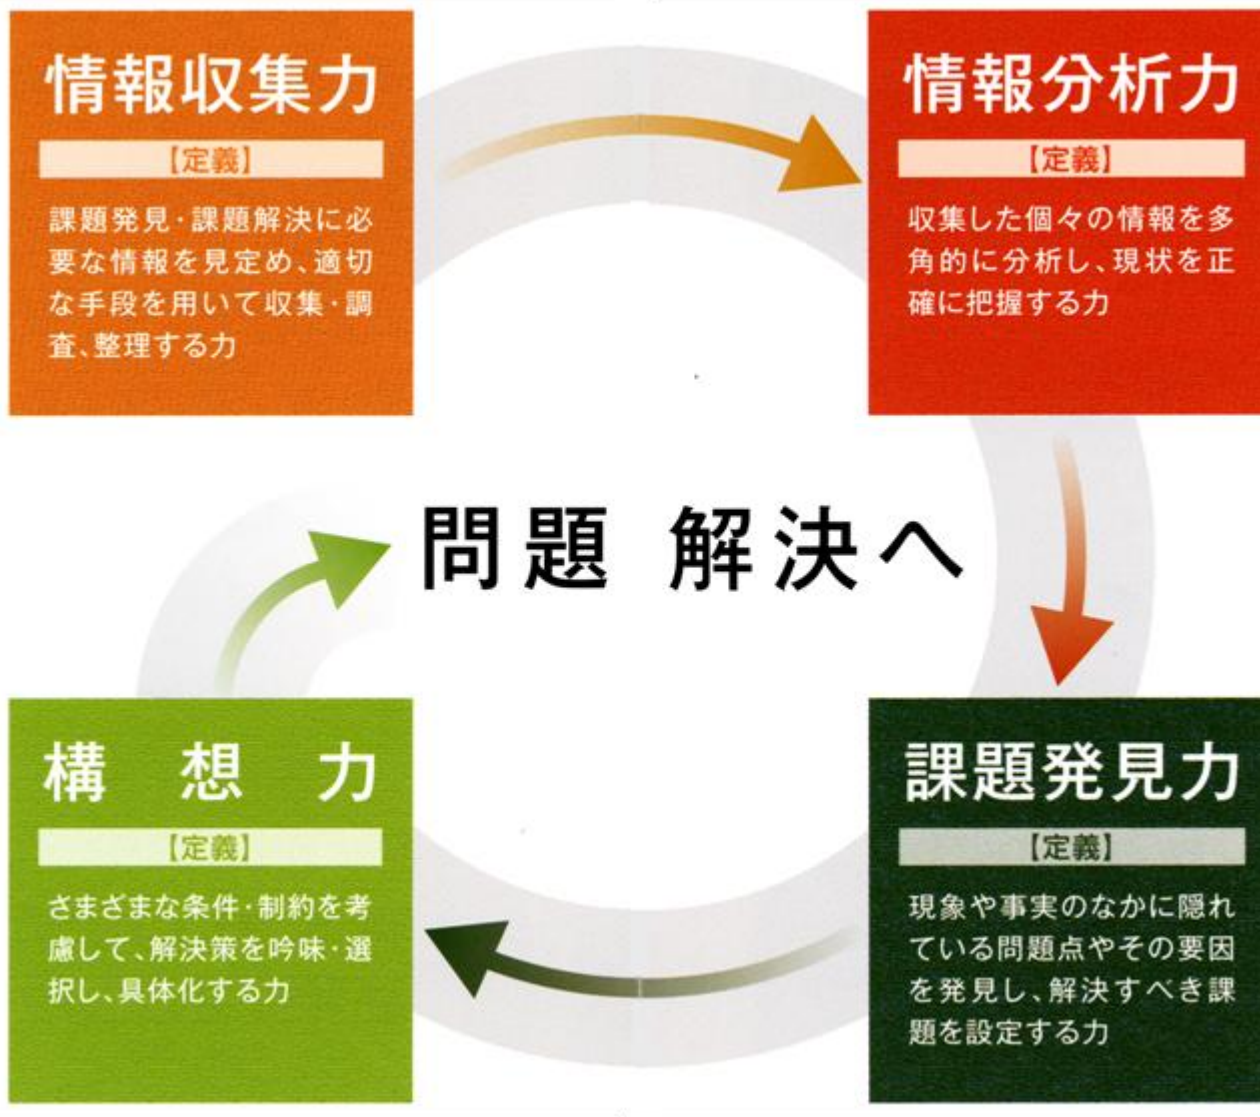 情報収集力
【定義】
課題発見・課題解決に必
要な情報を見定め、適切
な手段を用いて収集・調
査、整理する力
情報分析力
【定義】
収集した個々の情報を多
角的に分析し、現状を正
確に把握する力
問題 解決へ
構 想 力
【定義】
さまざまな条件・制約を考
慮して、解決策を吟味・選
択し、具体化する力
課題発見力
【定義】
現象や事実のなかに隠れ
ている問題点やその要因
を発見し、解決すべき課
題を設定する力